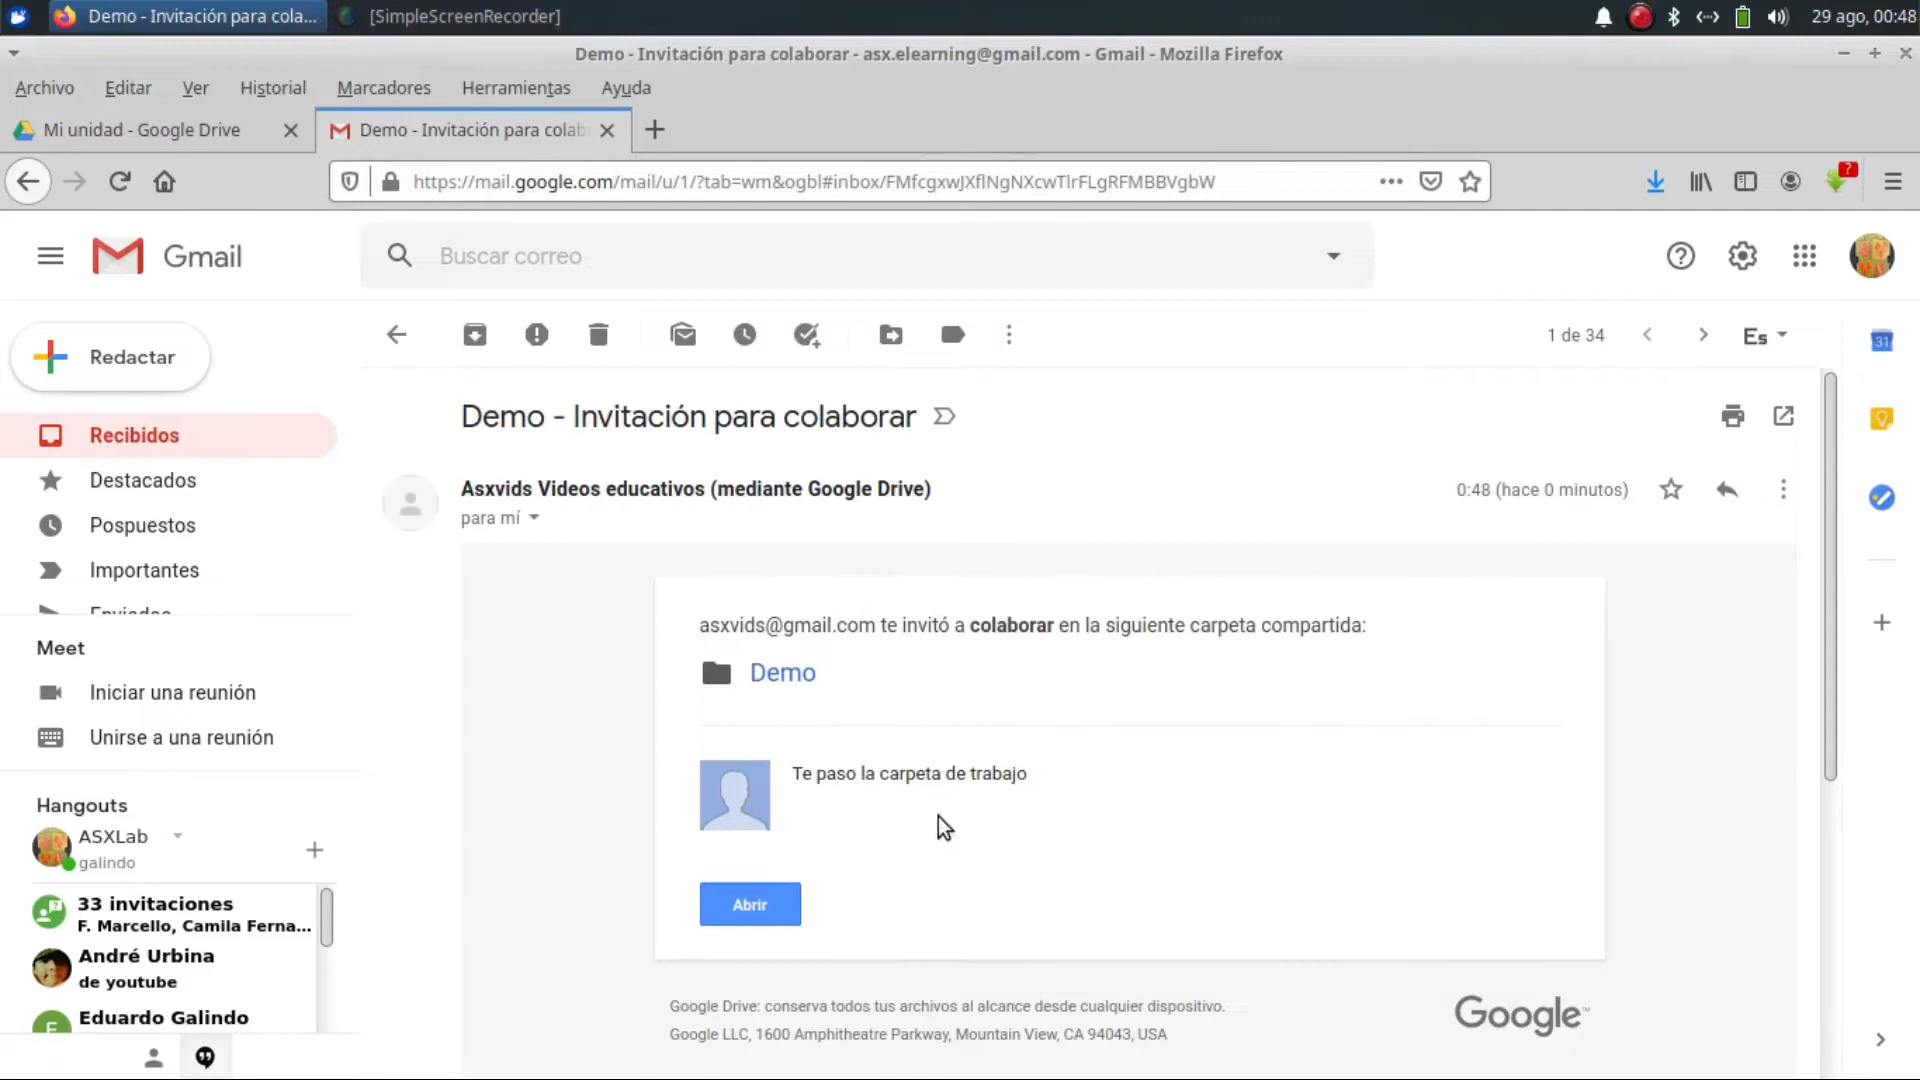 Demo - Invitación para cola...
[SimpleScreenRecorder]
29 ago, 00:48
Demo - Invitación para colaborar - asx.elearning@gmail.com - Gmail - Mozilla Firefox
Archivo Editar Ver Historial Marcadores Herramientas Ayuda
Mi unidad - Google Drive
Demo - Invitación para colab
https://mail.google.com/mail/u/1/?tab=wm&ogbl#inbox/FMfcgxwJXflNgNXcwTlrFLgRFMBBVgbW
?
Gmail
Buscar correo
Redactar
1 de 34
Es
31
Recibidos
Destacados
Pospuestos
Importantes
Enviados
Meet
Iniciar una reunión
Unirse a una reunión
Hangouts
ASXLab
galindo
33 invitaciones
F. Marcello, Camila Ferna...
André Urbina
de youtube
E
Eduardo Galindo
Demo - Invitación para colaborar
Asxvids Videos educativos (mediante Google Drive)
0:48 (hace 0 minutos)
para mí
asxvids@gmail.com te invitó a colaborar en la siguiente carpeta compartida:
Demo
Te paso la carpeta de trabajo
Abrir
Google Drive: conserva todos tus archivos al alcance desde cualquier dispositivo.
Google LLC, 1600 Amphitheatre Parkway, Mountain View, CA 94043, USA
Google™